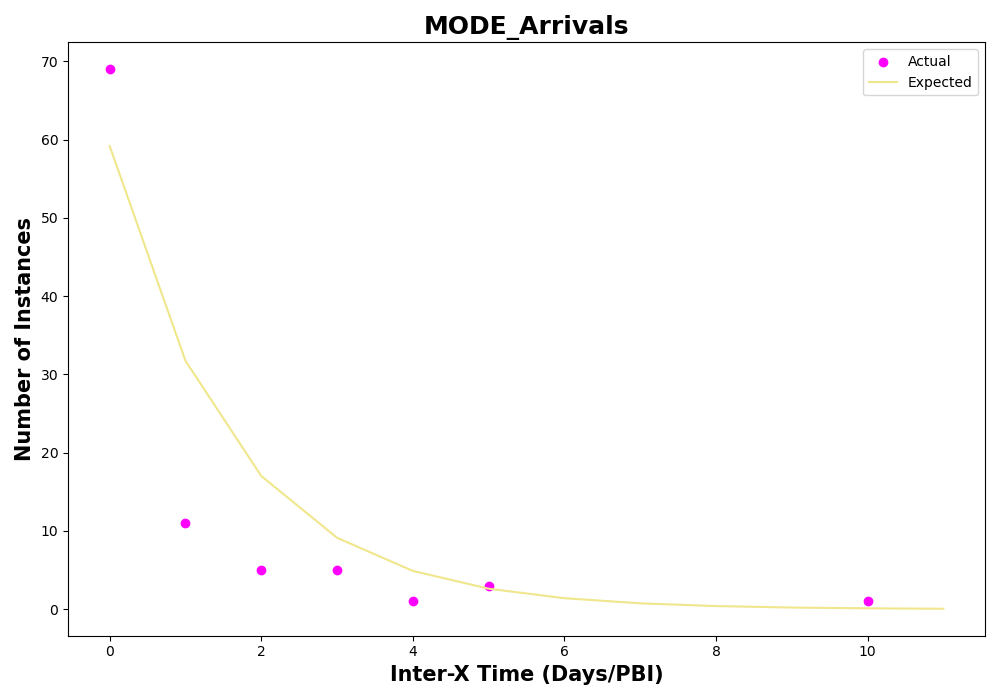 MODE_Arrivals
Actual
Expected
Number of Instances
70
60
50
40
30
20
10
0
0 2 4 6 8 10
Inter-X Time (Days/PBI)